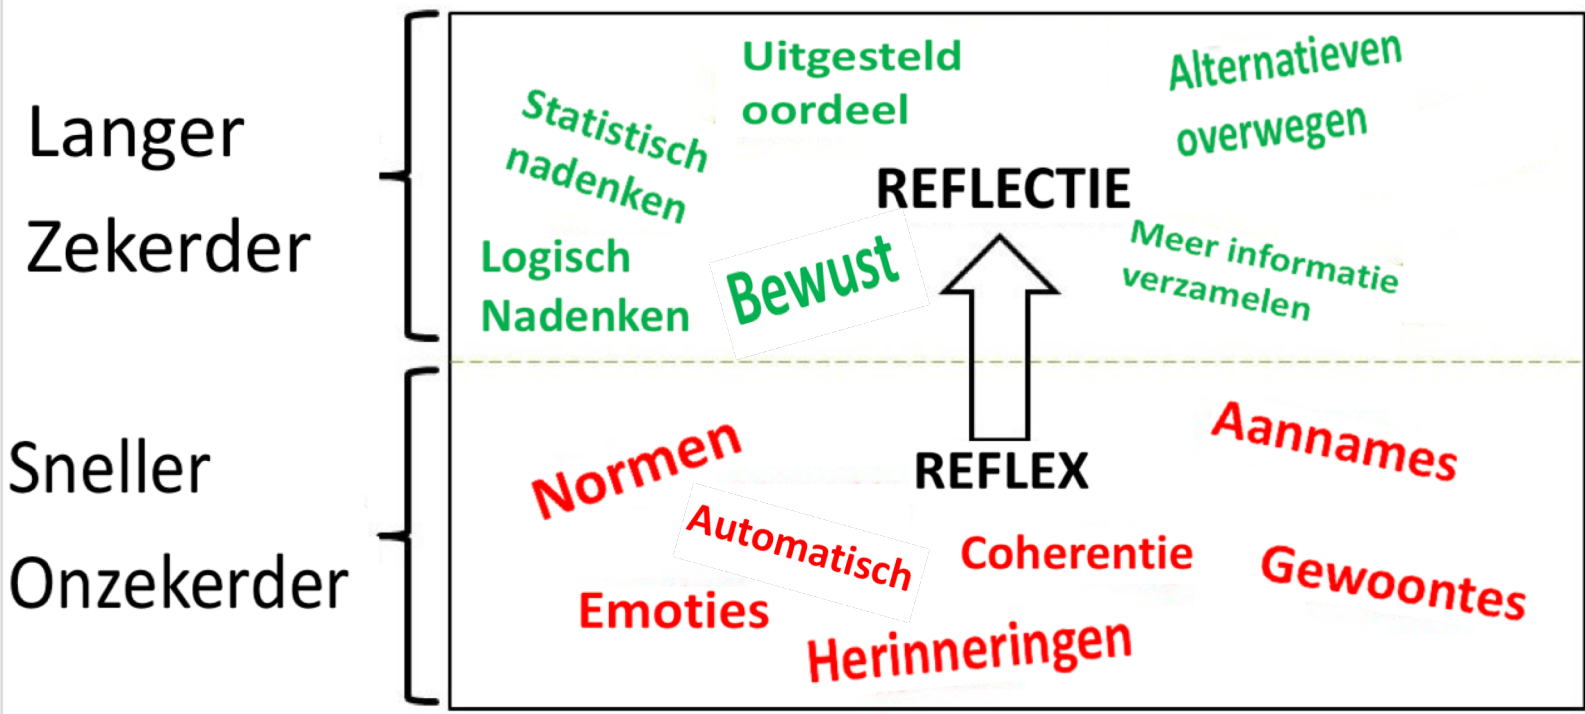 Langer
Zekerder
Uitgesteld
oordeel
Alternatieven
overwegen
Statistisch
nadenken
REFLECTIE
Logisch
Nadenken
Bewust
Meer informatie
verzamelen
Sneller
Onzekerder
Normen
REFLEX
Aannames
Automatisch
Coherentie
Gewoontes
Emoties
Herinneringen